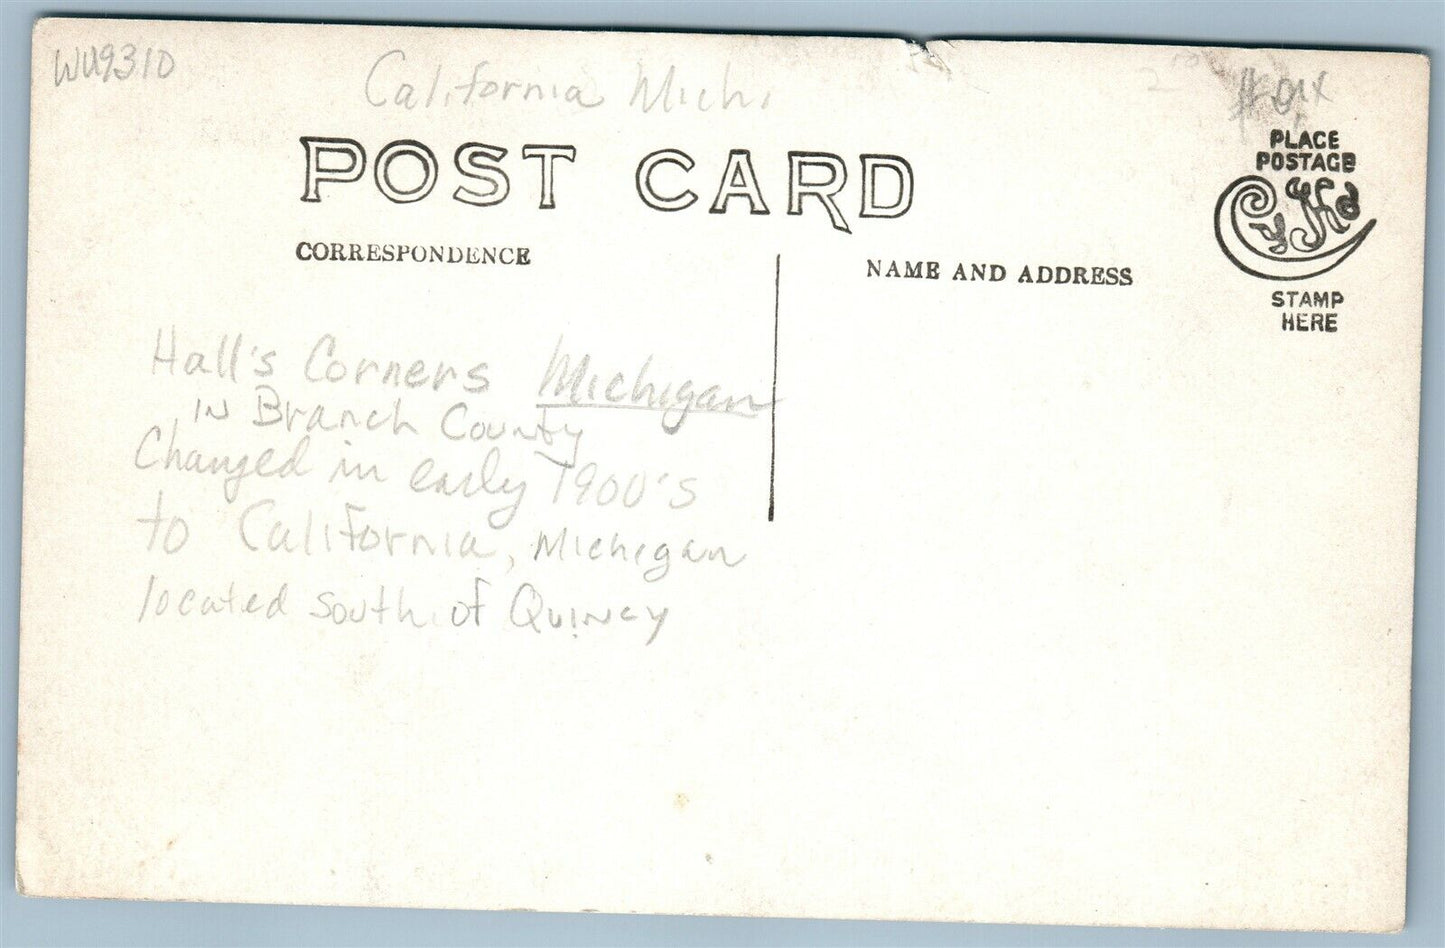 WU9310
California Mich.
POST CARD
PLACE
POSTAGE
STAMP
HERE
CORRESPONDENCE
NAME AND ADDRESS
Hall's Corners Michigan
IN Branch County
Changed in early 1900's
to California, Michigan
located south of Quincy